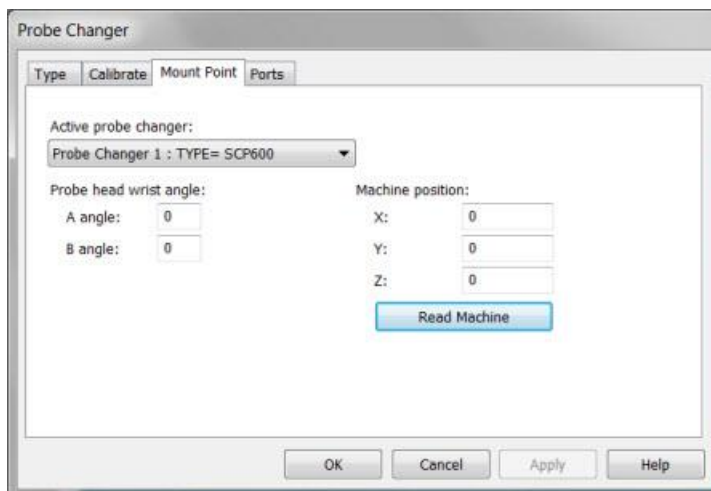 Probe Changer
Type Calibrate Mount Point Ports
Active probe changer:
Probe Changer 1 : TYPE= SCP600
Probe head wrist angle: Machine position:
A angle: 0 X: 0
B angle: 0 Y: 0
Z: 0
Read Machine
OK Cancel Apply Help